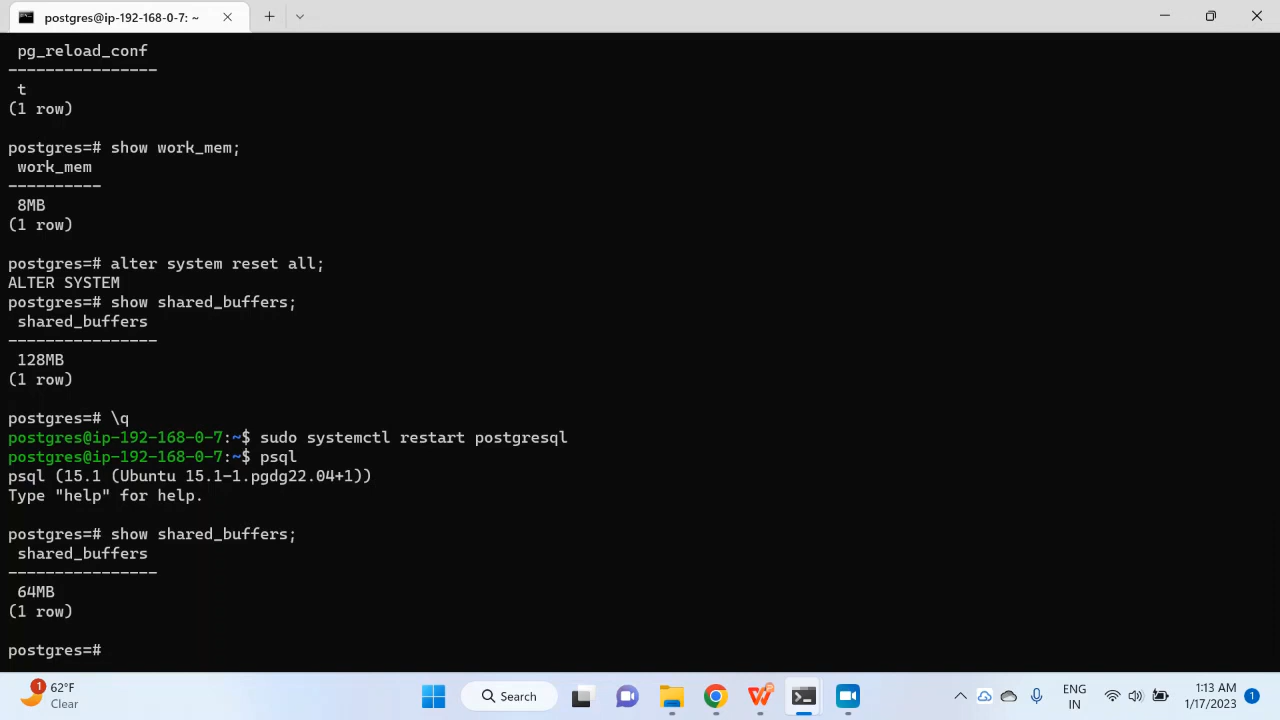 postgres@ip-192-168-0-7: ~
pg_reload_conf
----------------
t
(1 row)
postgres=# show work_mem;
work_mem
----------
8MB
(1 row)
postgres=# alter system reset all;
ALTER SYSTEM
postgres=# show shared_buffers;
shared_buffers
----------------
128MB
(1 row)
postgres=# \q
postgres@ip-192-168-0-7:~$ sudo systemctl restart postgresql
postgres@ip-192-168-0-7:~$ psql
psql (15.1 (Ubuntu 15.1-1.pgdg22.04+1))
Type "help" for help.
postgres=# show shared_buffers;
shared_buffers
----------------
64MB
(1 row)
postgres=#
1
62°F
Clear
Search
ENG
IN
1:13 AM
1/17/2023
1